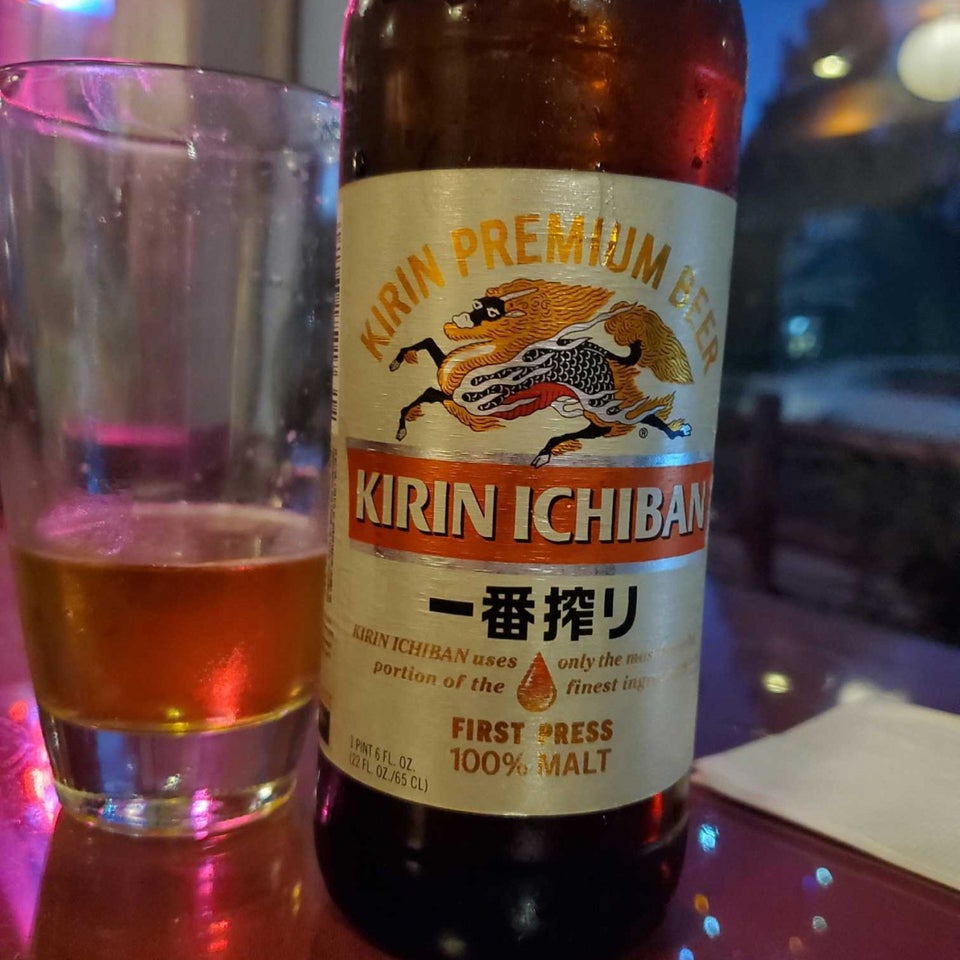 KIRIN PREMIUM BEER
®
KIRIN ICHIBAN
一番搾り
KIRIN ICHIBAN uses only the
portion of the finest
FIRST PRESS
100% MALT
1 PINT 6 FL. OZ.
(22 FL. OZ./65 CL)